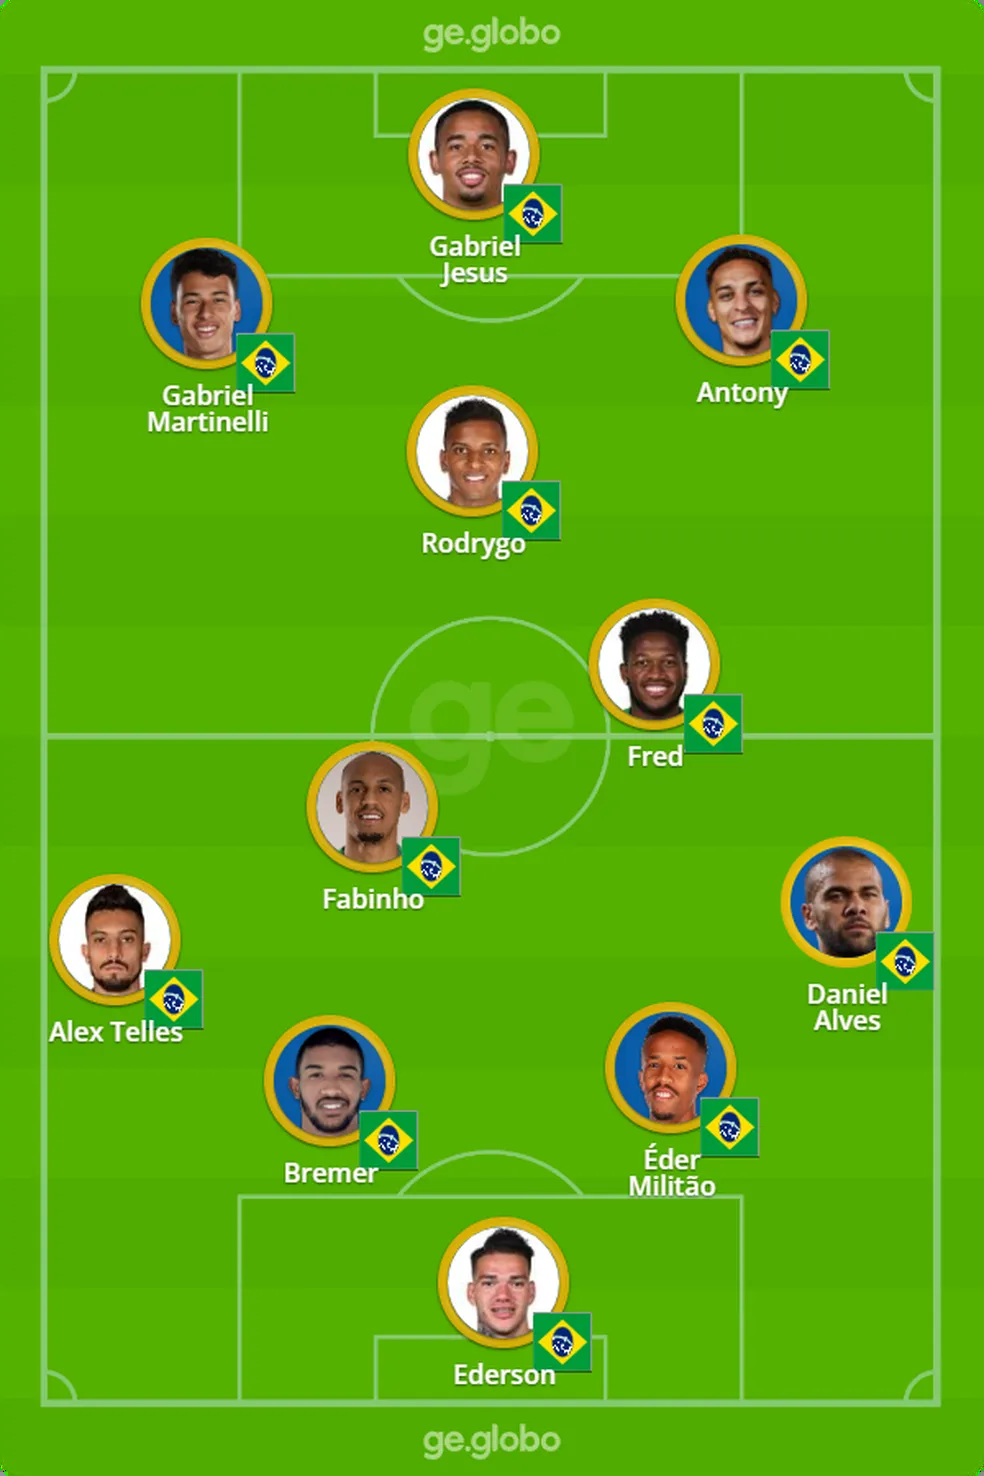 ge.globo
Gabriel
Jesus
Gabriel
Martinelli
Antony
Rodrygo
ge
Fred
Fabinho
Daniel
Alves
Alex Telles
Éder
Militão
Bremer
Ederson
ge.globo